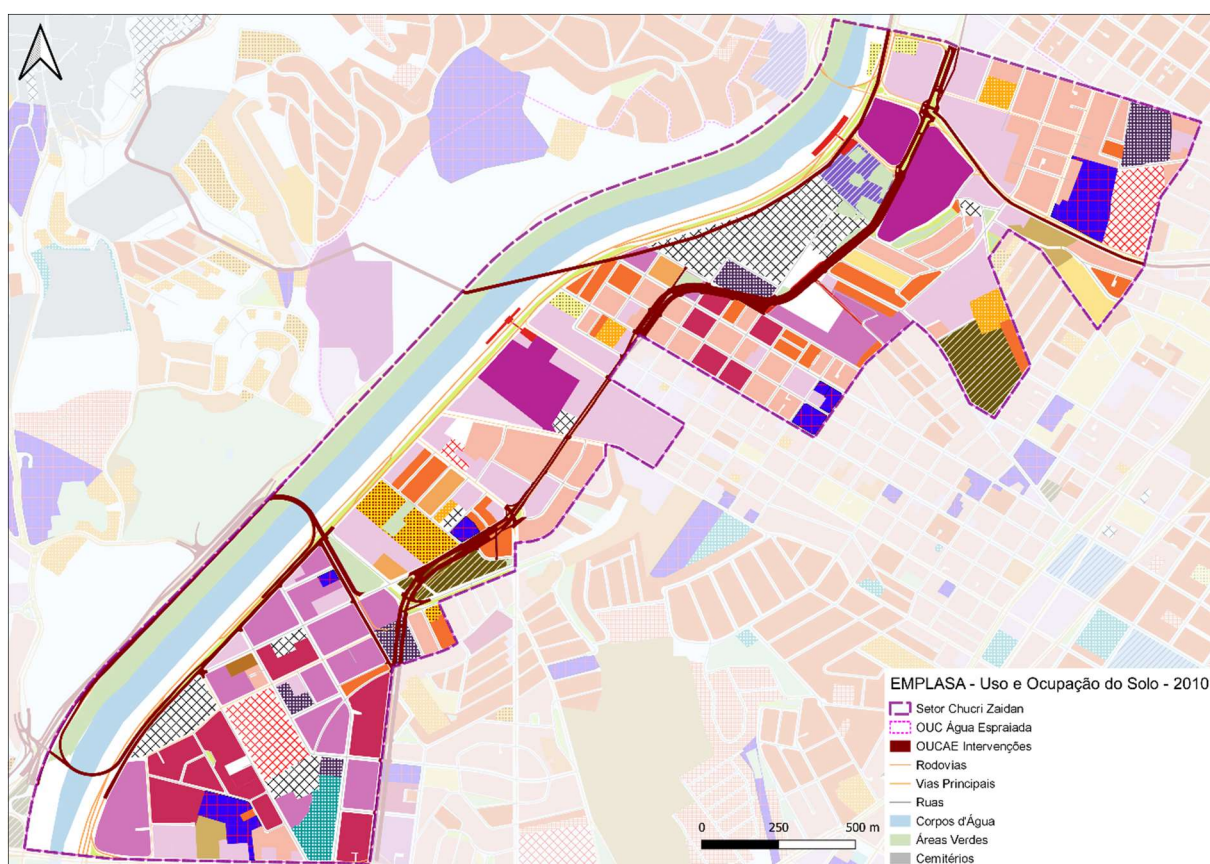 EMPLASA - Uso e Ocupação do Solo - 2010
Setor Chucri Zaidan
OUC Água Espraiada
OUCAE Intervenções
Rodovias
Vias Principais
Ruas
Corpos d'Água
Áreas Verdes
Cemitérios
0 250 500 m